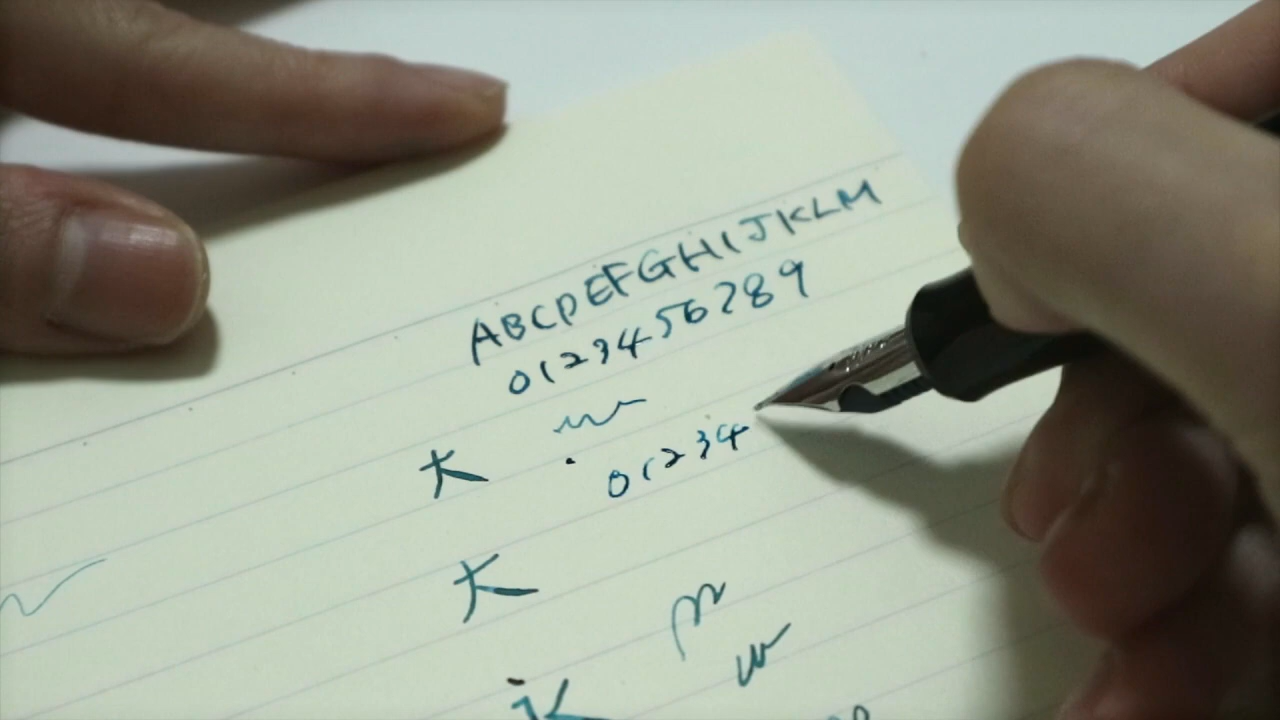 ABCDEFGHIJKLM
0123456789
大
01234
大